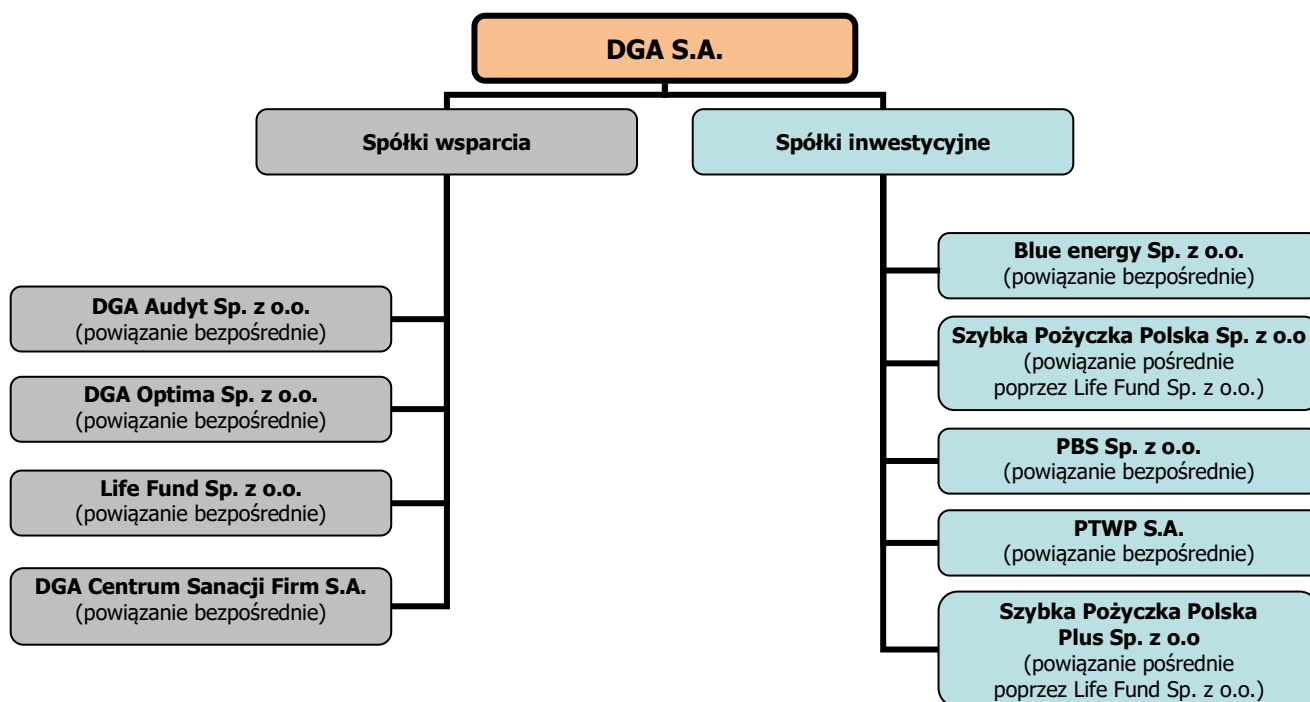 DGA S.A.
Spółki wsparcia
Spółki inwestycyjne
DGA Audyt Sp. z o.o.
(powiązanie bezpośrednie)
DGA Optima Sp. z o.o.
(powiązanie bezpośrednie)
Life Fund Sp. z o.o.
(powiązanie bezpośrednie)
DGA Centrum Sanacji Firm S.A.
(powiązanie bezpośrednie)
Blue energy Sp. z o.o.
(powiązanie bezpośrednie)
Szybka Pożyczka Polska Sp. z o.o
(powiązanie pośrednie
poprzez Life Fund Sp. z o.o.)
PBS Sp. z o.o.
(powiązanie bezpośrednie)
PTWP S.A.
(powiązanie bezpośrednie)
Szybka Pożyczka Polska
Plus Sp. z o.o
(powiązanie pośrednie
poprzez Life Fund Sp. z o.o.)